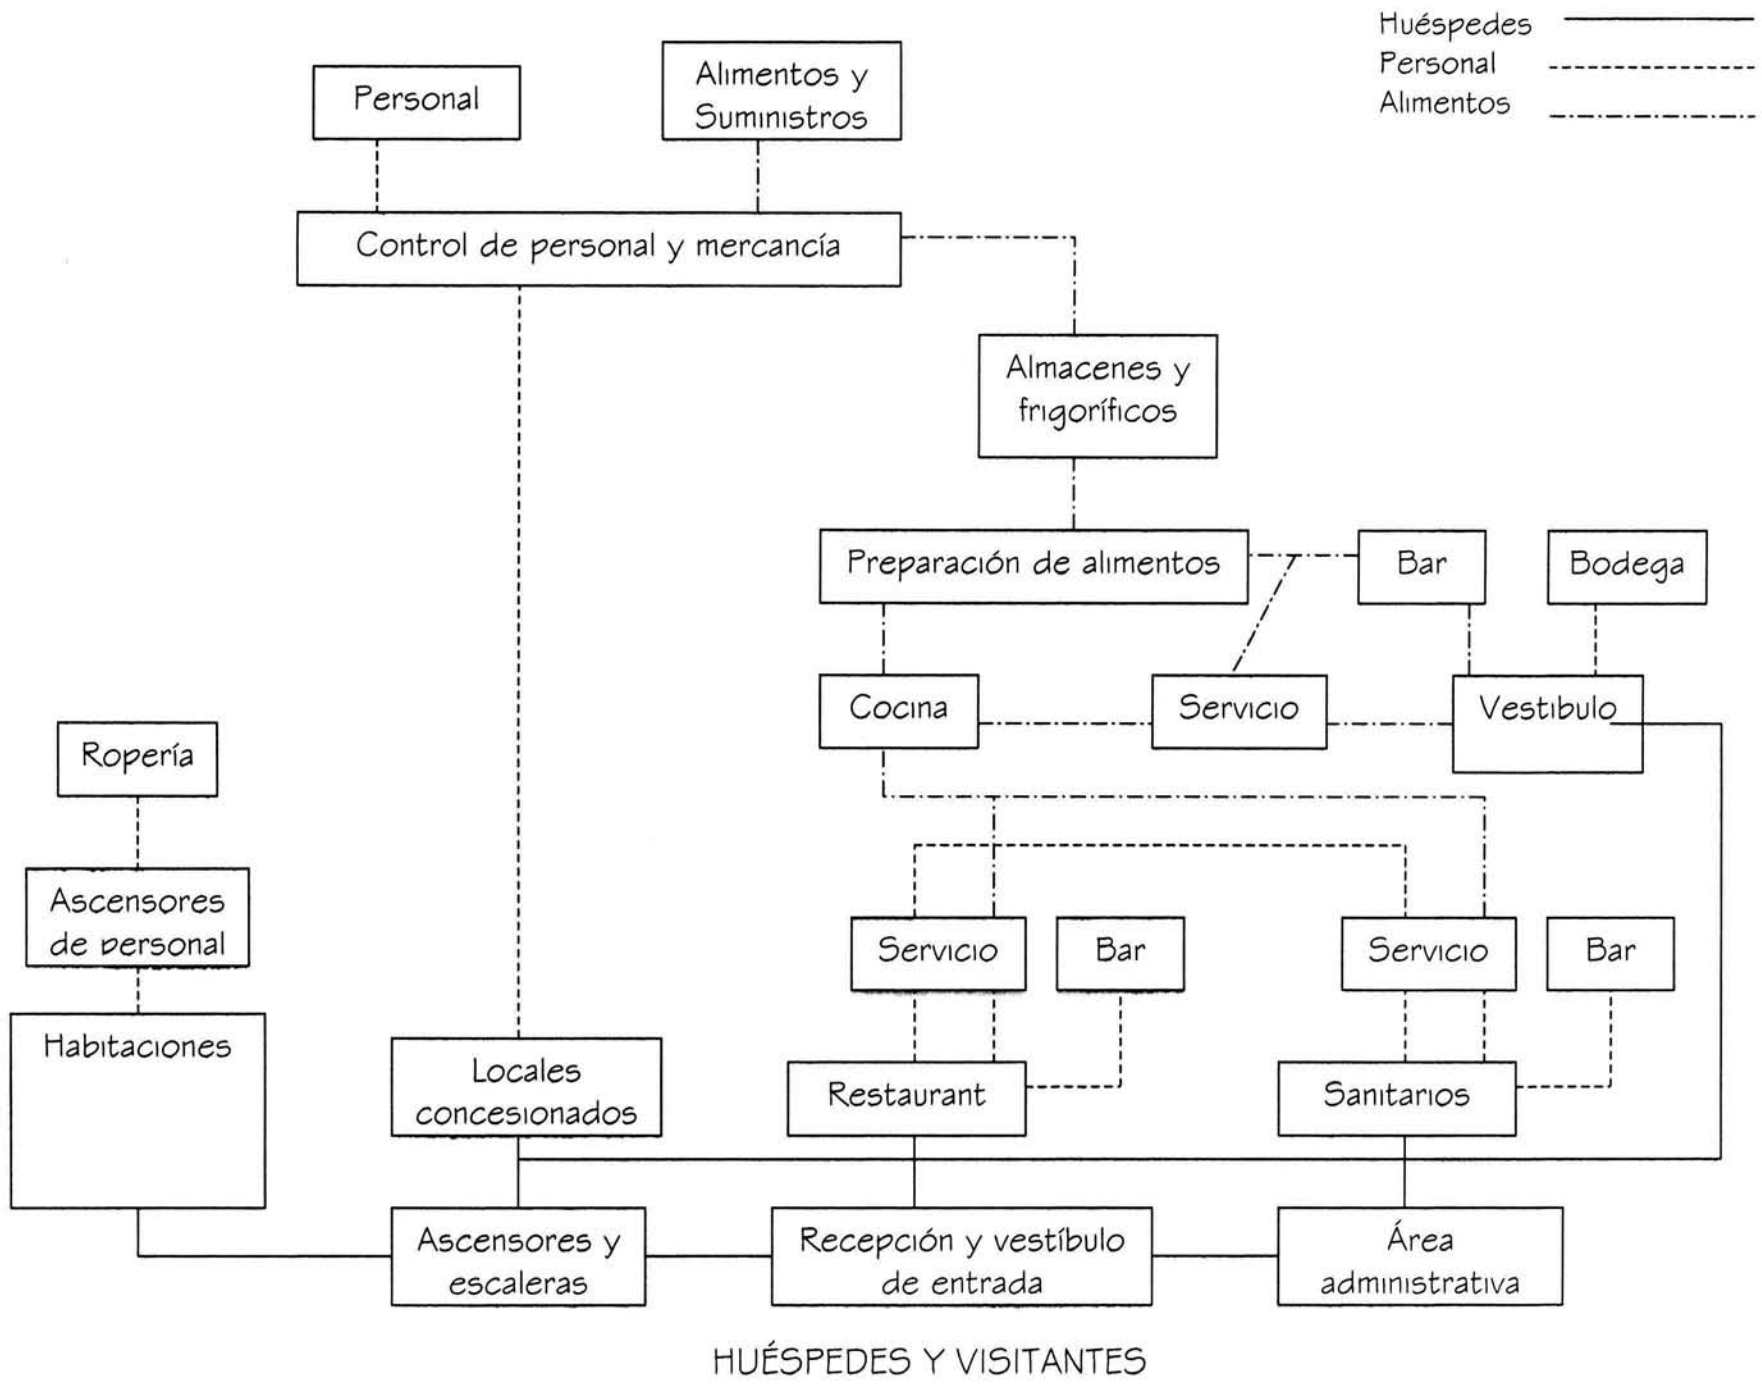 Huéspedes
Personal
Alimentos
Personal
Alimentos y
Suministros
Control de personal y mercancía
Almacenes y
frigoríficos
Preparación de alimentos
Bar
Bodega
Cocina
Servicio
Vestíbulo
Ropería
Ascensores
de personal
Servicio
Bar
Servicio
Bar
Habitaciones
Locales
concesionados
Restaurant
Sanitarios
Ascensores y
escaleras
Recepción y vestíbulo
de entrada
Área
administrativa
HUÉSPEDES Y VISITANTES